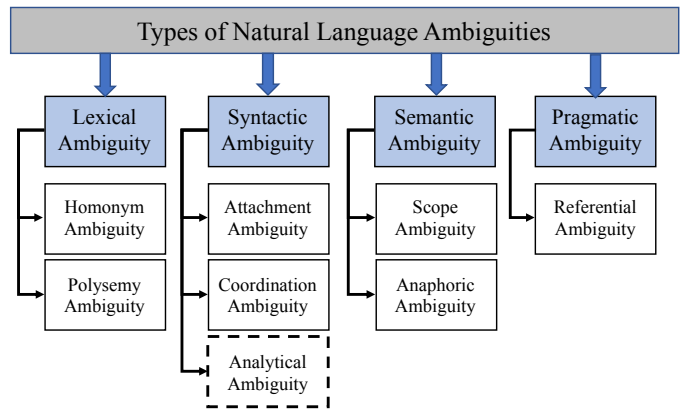 Types of Natural Language Ambiguities
Lexical
Ambiguity
Homonym
Ambiguity
Polysemy
Ambiguity
Syntactic
Ambiguity
Attachment
Ambiguity
Coordination
Ambiguity
Analytical
Ambiguity
Semantic
Ambiguity
Scope
Ambiguity
Anaphoric
Ambiguity
Pragmatic
Ambiguity
Referential
Ambiguity